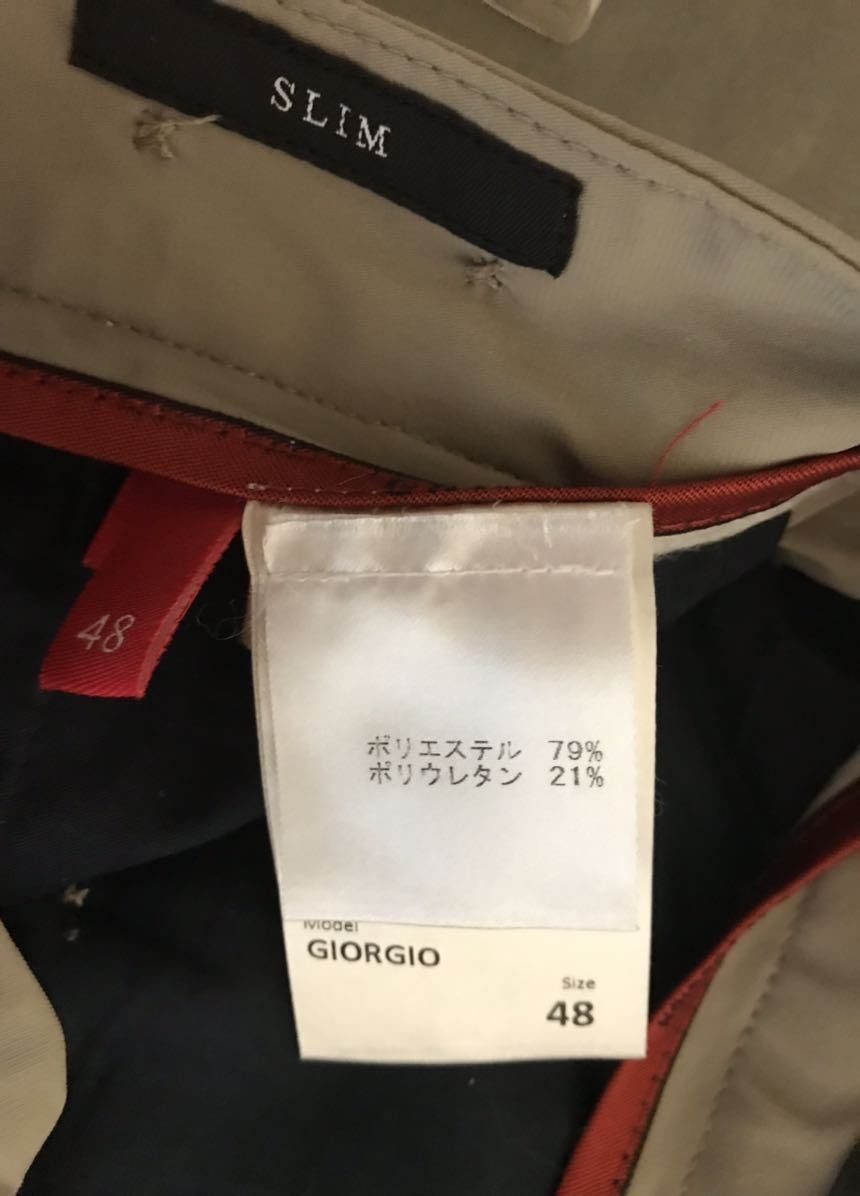 SLIM
48
ポリエステル 79%
ポリウレタン 21%
Model
GIORGIO
Size
48